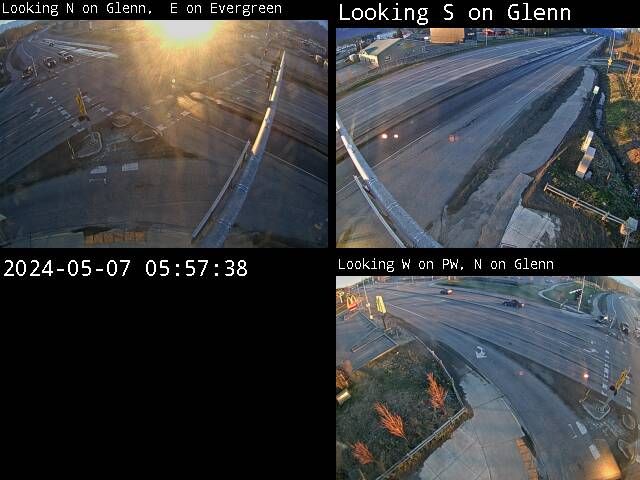 Looking N on Glenn,  E on Evergreen
Looking S on Glenn
2024-05-07 05:57:38
Looking W on PW, N on Glenn